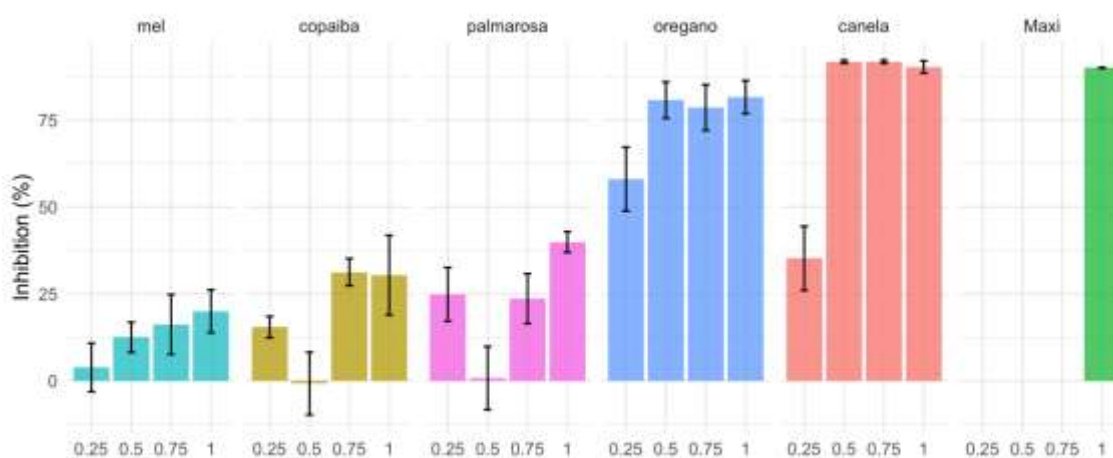 mel copaiba palmarosa oregano canela Maxi
Inhibition (%)
75
50
25
0
0.25 0.5 0.75 1 0.25 0.5 0.75 1 0.25 0.5 0.75 1 0.25 0.5 0.75 1 0.25 0.5 0.75 1 0.25 0.5 0.75 1